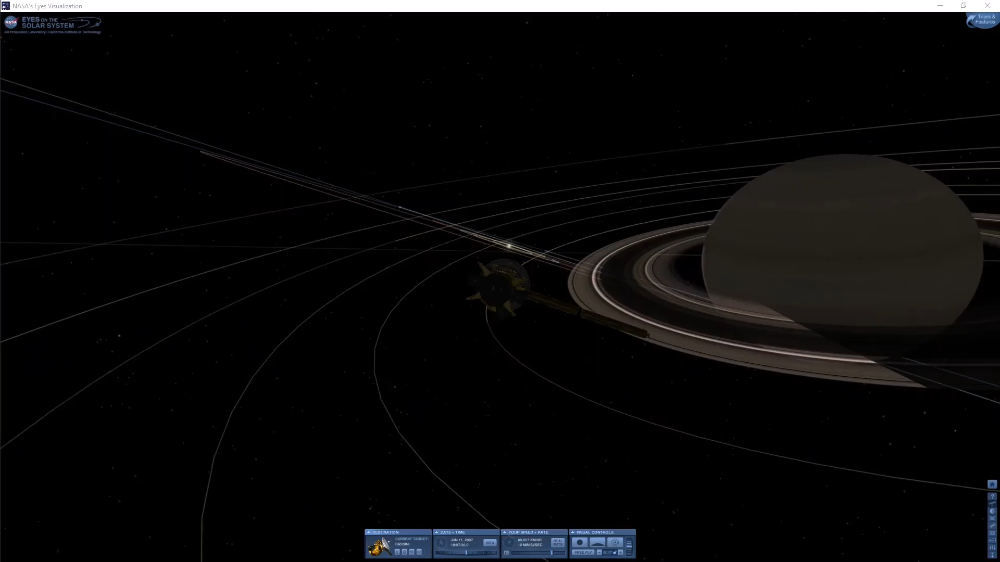 NASA's Eyes Visualization
NASA
EYES ON THE
SOLAR SYSTEM
Jet Propulsion Laboratory | California Institute of Technology
Tours &
Features
DESTINATION
CURRENT TARGET:
CASSINI
DATE + TIME
JUN 11, 2007
19:07:30.0
NOW
YOUR SPEED + RATE
88,057 KM/HR
10 MIN(S)/SEC
REAL
RATE
VISUAL CONTROLS
FREE FLY
60.0°
?